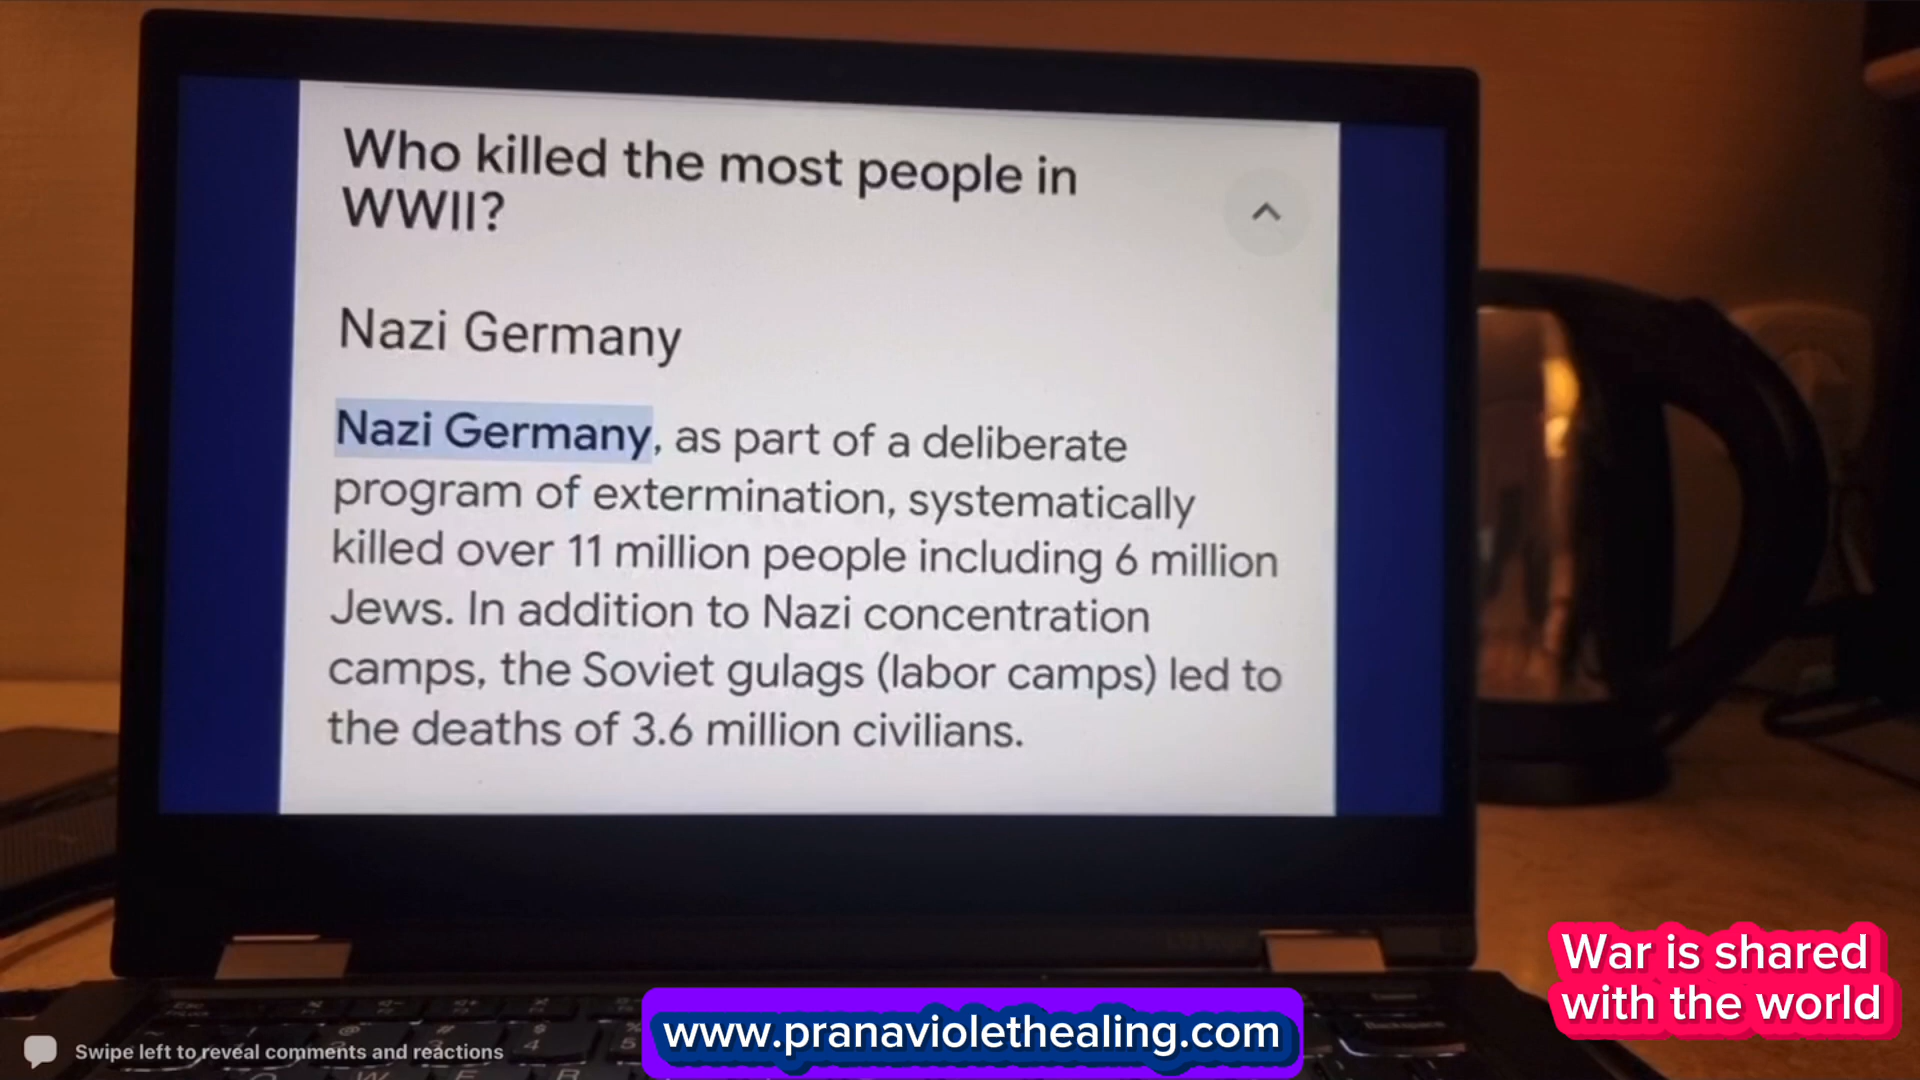 Who killed the most people in
WWII?
Nazi Germany
Nazi Germany, as part of a deliberate
program of extermination, systematically
killed over 11 million people including 6 million
Jews. In addition to Nazi concentration
camps, the Soviet gulags (labor camps) led to
the deaths of 3.6 million civilians.
War is shared
with the world
www.pranaviolethealing.com
Swipe left to reveal comments and reactions